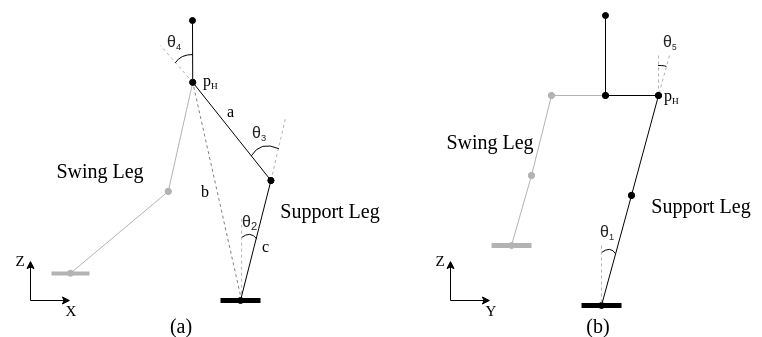 θ4
pH
a
θ3
Swing Leg
b
Support Leg
θ2
c
Z
X
(a)
θ5
pH
Swing Leg
Support Leg
θ1
Z
Y
(b)